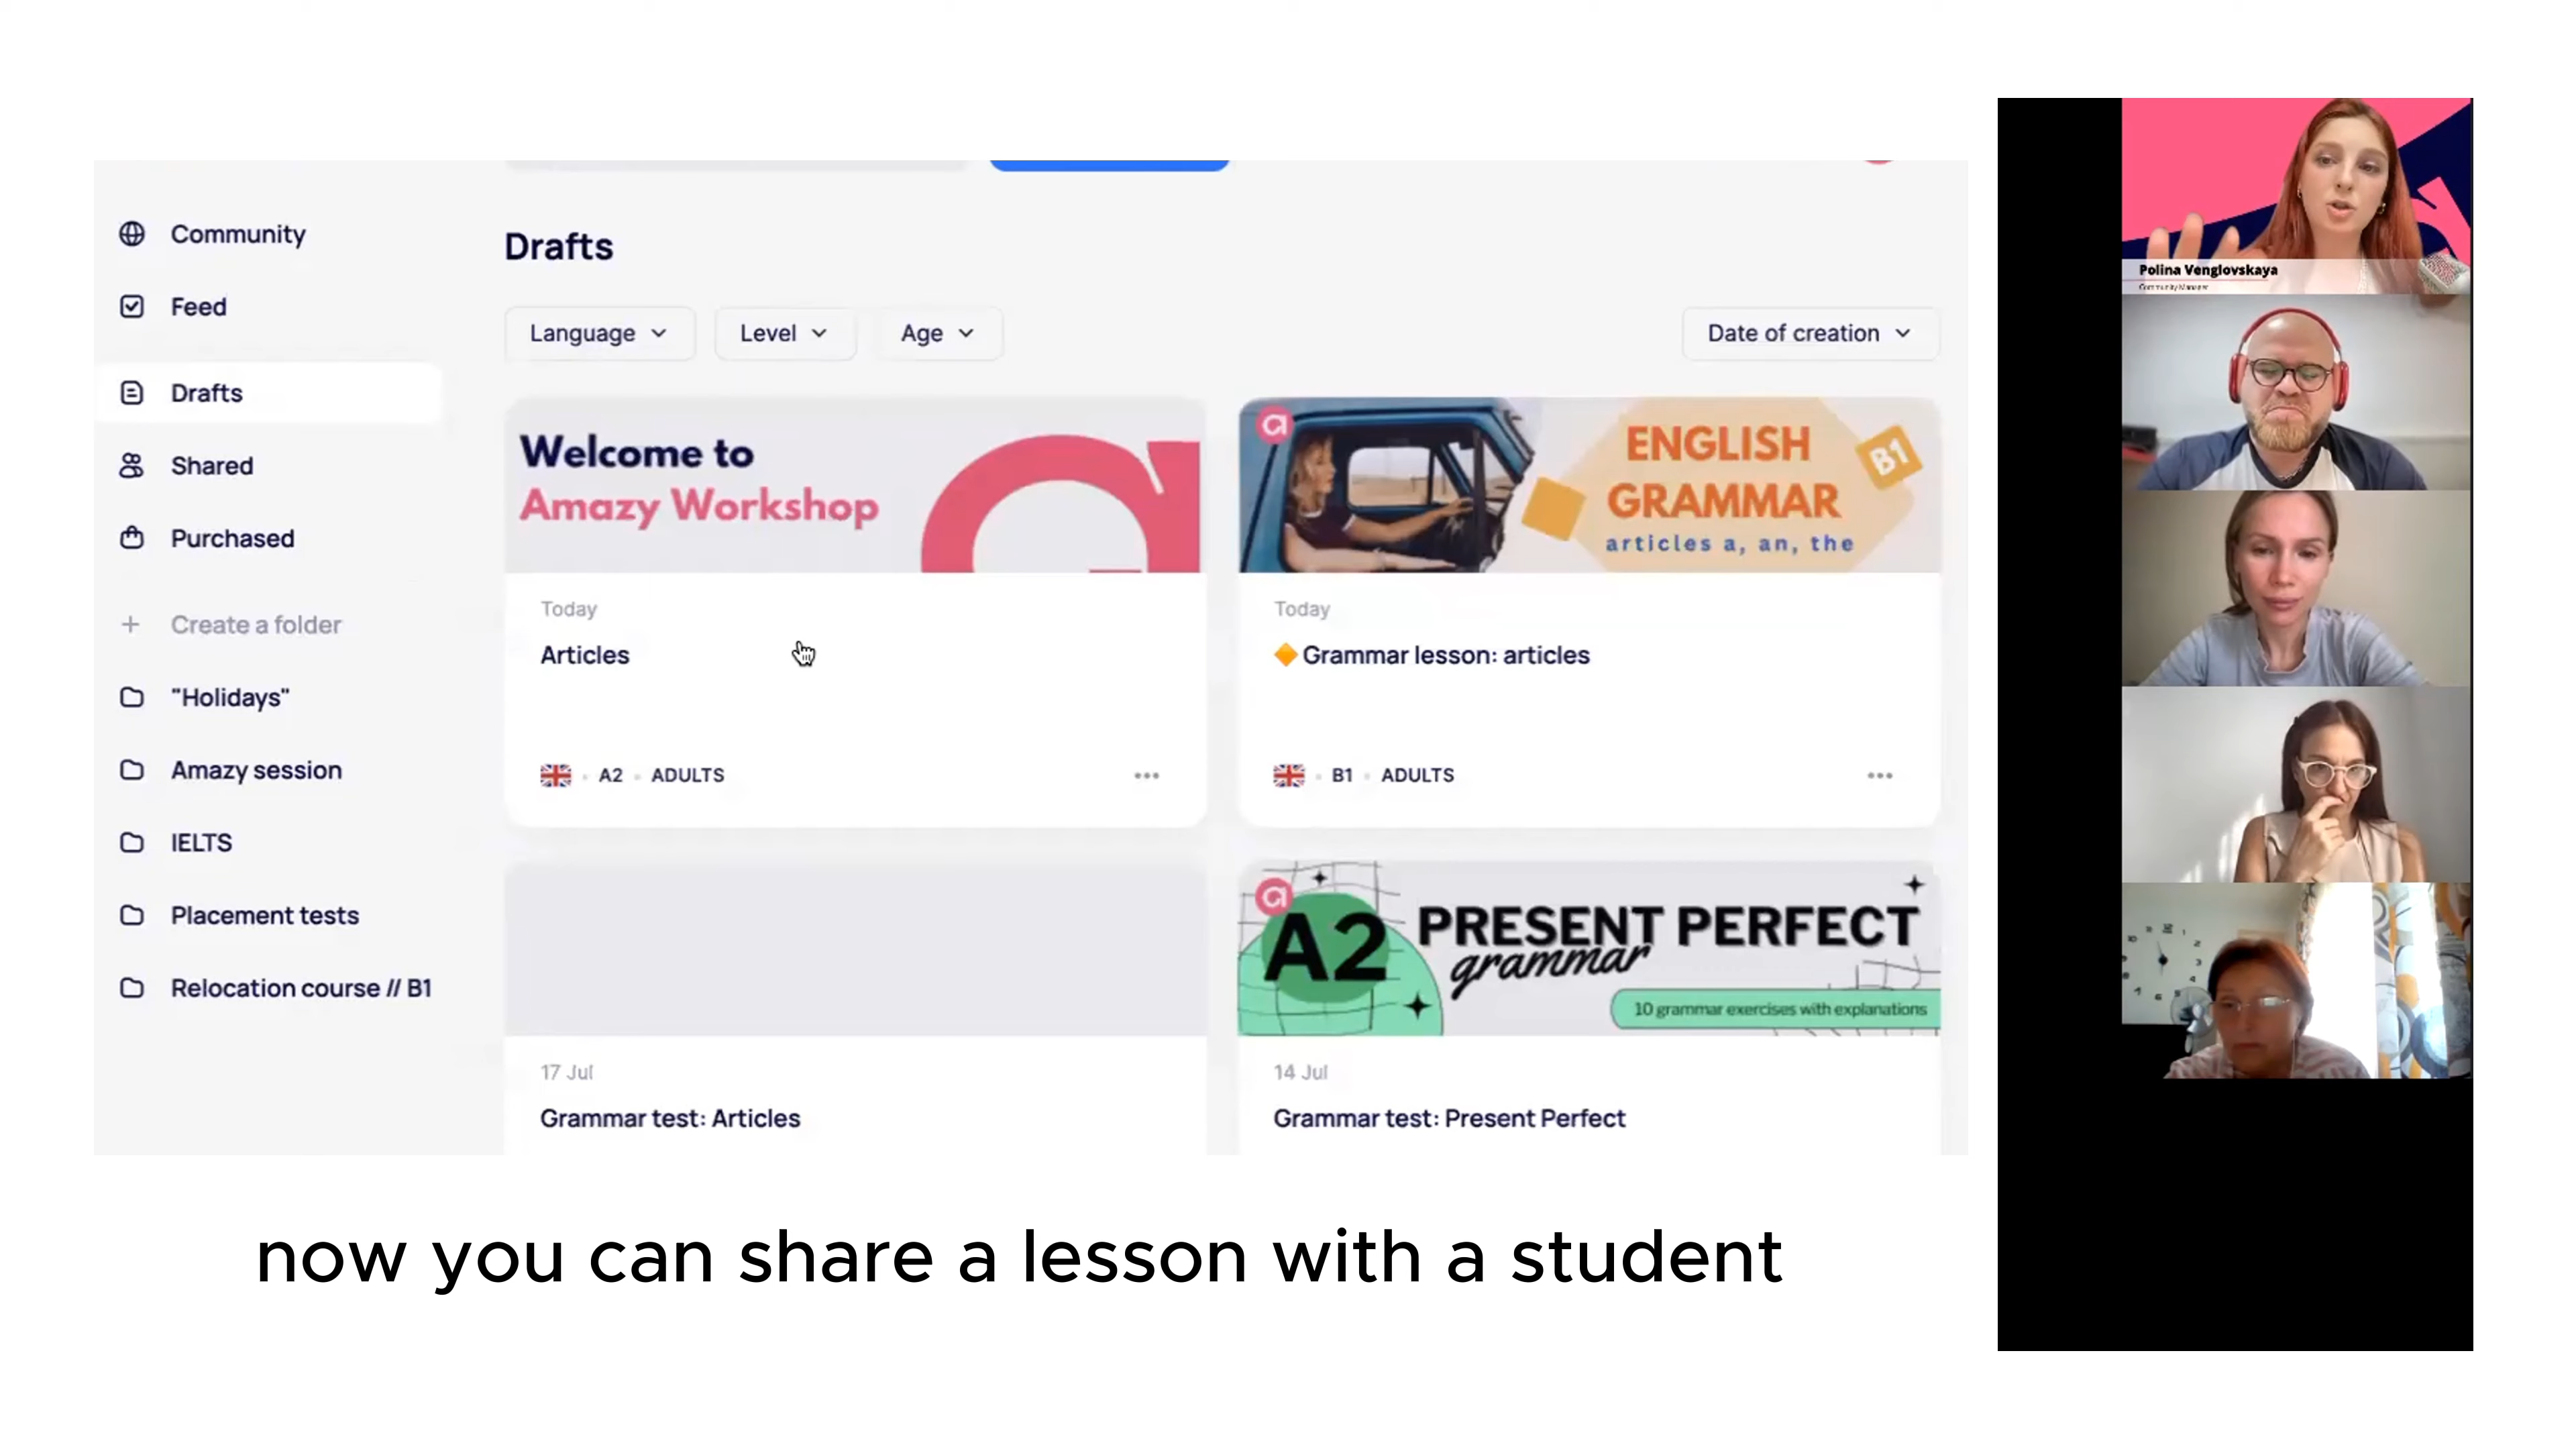 Community
Feed
Drafts
Shared
Purchased
+ Create a folder
"Holidays"
Amazy session
IELTS
Placement tests
Relocation course // B1
Drafts
Language
Level
Age
Date of creation
Welcome to
Amazy Workshop
Today
Articles
A2 • ADULTS
ENGLISH
GRAMMAR
B1
articles a, an, the
Today
🔶 Grammar lesson: articles
B1 • ADULTS
17 Jul
Grammar test: Articles
A2
PRESENT PERFECT
grammar
10 grammar exercises with explanations
14 Jul
Grammar test: Present Perfect
now you can share a lesson with a student
Polina Venglovskaya
Community Manager